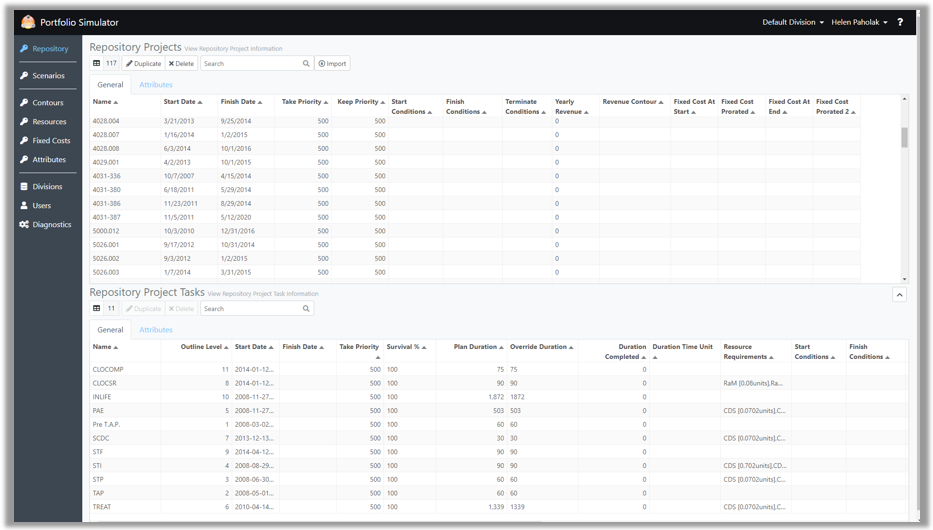 Portfolio Simulator Default Division Helen Paholak ?
Repository
Scenarios
Contours
Resources
Fixed Costs
Attributes
Divisions
Users
Diagnostics
Repository Projects View Repository Project Information
117 Duplicate Delete Search Import
General Attributes
Name Start Date Finish Date Take Priority Keep Priority Start Conditions Finish Conditions Terminate Conditions Yearly Revenue Revenue Contour Fixed Cost At Start Fixed Cost Prorated Fixed Cost At End Fixed Cost Prorated 2
4028.004 3/21/2013 9/25/2014 500 500 0
4028.007 1/16/2014 1/2/2015 500 500 0
4028.008 6/3/2014 10/1/2016 500 500 0
4029.001 4/2/2013 10/1/2015 500 500 0
4031-336 10/7/2007 4/15/2014 500 500 0
4031-380 6/18/2011 5/29/2014 500 500 0
4031-386 11/23/2011 8/29/2014 500 500 0
4031-387 11/5/2011 5/12/2020 500 500 0
5000.012 10/3/2010 12/31/2016 500 500 0
5026.001 9/17/2012 10/31/2014 500 500 0
5026.002 9/3/2012 1/2/2015 500 500 0
5026.003 1/7/2014 3/31/2015 500 500 0
Repository Project Tasks View Repository Project Task Information
11 Duplicate Delete Search
General Attributes
Name Outline Level Start Date Finish Date Take Priority Survival % Plan Duration Override Duration Duration Completed Duration Time Unit Resource Requirements Start Conditions Finish Conditions
CLOCOMP 11 2014-01-12... 500 100 75 75 0
CLOCSR 8 2014-01-12... 500 100 90 90 0 RaM [0.08units],Ra...
INLIFE 10 2008-11-27... 500 100 1,872 1872 0
PAE 5 2008-11-27... 500 100 503 503 0 CDS [0.0702units],C...
Pre T.A.P. 1 2008-03-02... 500 100 60 60 0
SCDC 7 2013-12-13... 500 100 30 30 0 CDS [0.0702units],C...
STF 9 2014-04-12... 500 100 90 90 0
STI 4 2008-08-29... 500 100 90 90 0 CDS [0.702units],CD...
STP 3 2008-06-30... 500 100 60 60 0 CDS [0.0702units],C...
TAP 2 2008-05-01... 500 100 60 60 0
TREAT 6 2010-04-14... 500 100 1,339 1339 0 CDS [0.0702units],C...